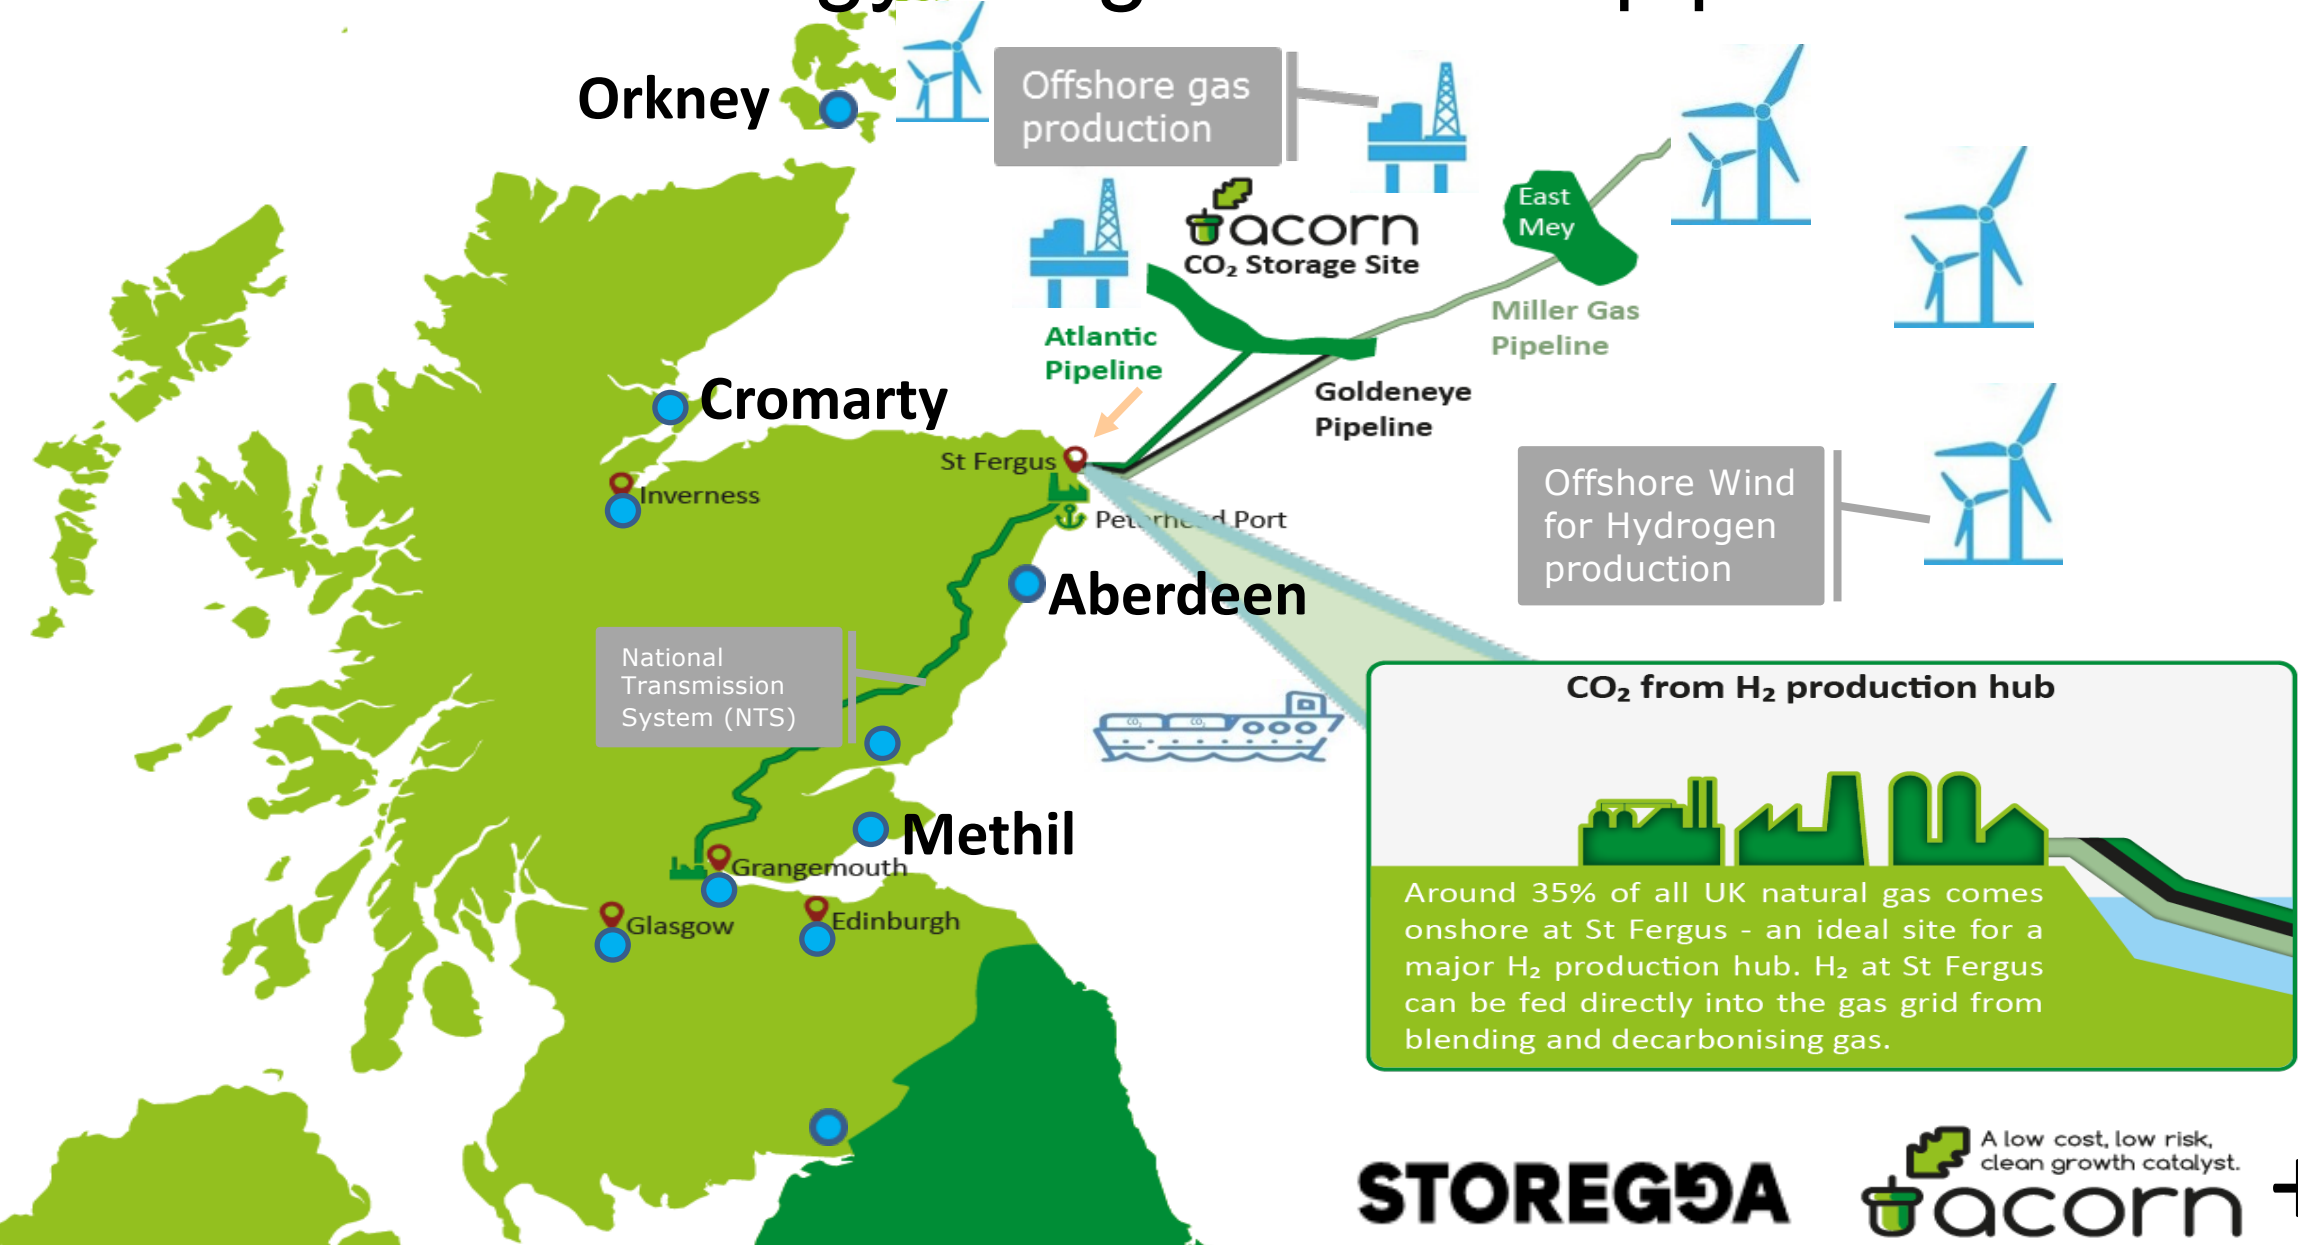 Orkney
Offshore gas
production
East
Mey
acorn
CO₂ Storage Site
Miller Gas
Pipeline
Atlantic
Pipeline
Goldeneye
Pipeline
Cromarty
St Fergus
Inverness
Peterhead Port
Offshore Wind
for Hydrogen
production
Aberdeen
National
Transmission
System (NTS)
CO₂ from H₂ production hub
CO₂ CO₂
Methil
Grangemouth
Glasgow
Edinburgh
Around 35% of all UK natural gas comes
onshore at St Fergus - an ideal site for a
major H₂ production hub. H₂ at St Fergus
can be fed directly into the gas grid from
blending and decarbonising gas.
STOREGGA
A low cost, low risk,
clean growth catalyst.
acorn